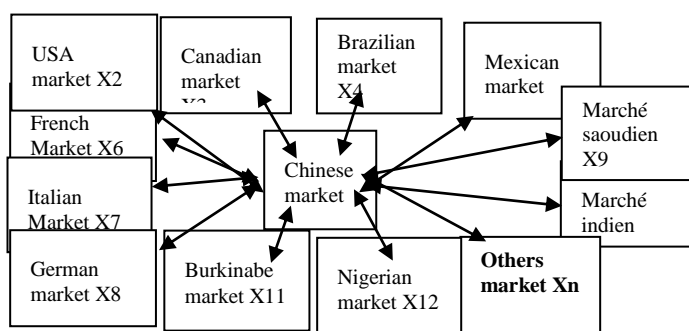 USA
market X2
Canadian
market
X3
Brazilian
market
X4
Mexican
market
Marché
saoudien
X9
French
Market X6
Chinese
market
Italian
Market X7
Marché
indien
German
market X8
Burkinabe
market X11
Nigerian
market X12
Others
market Xn